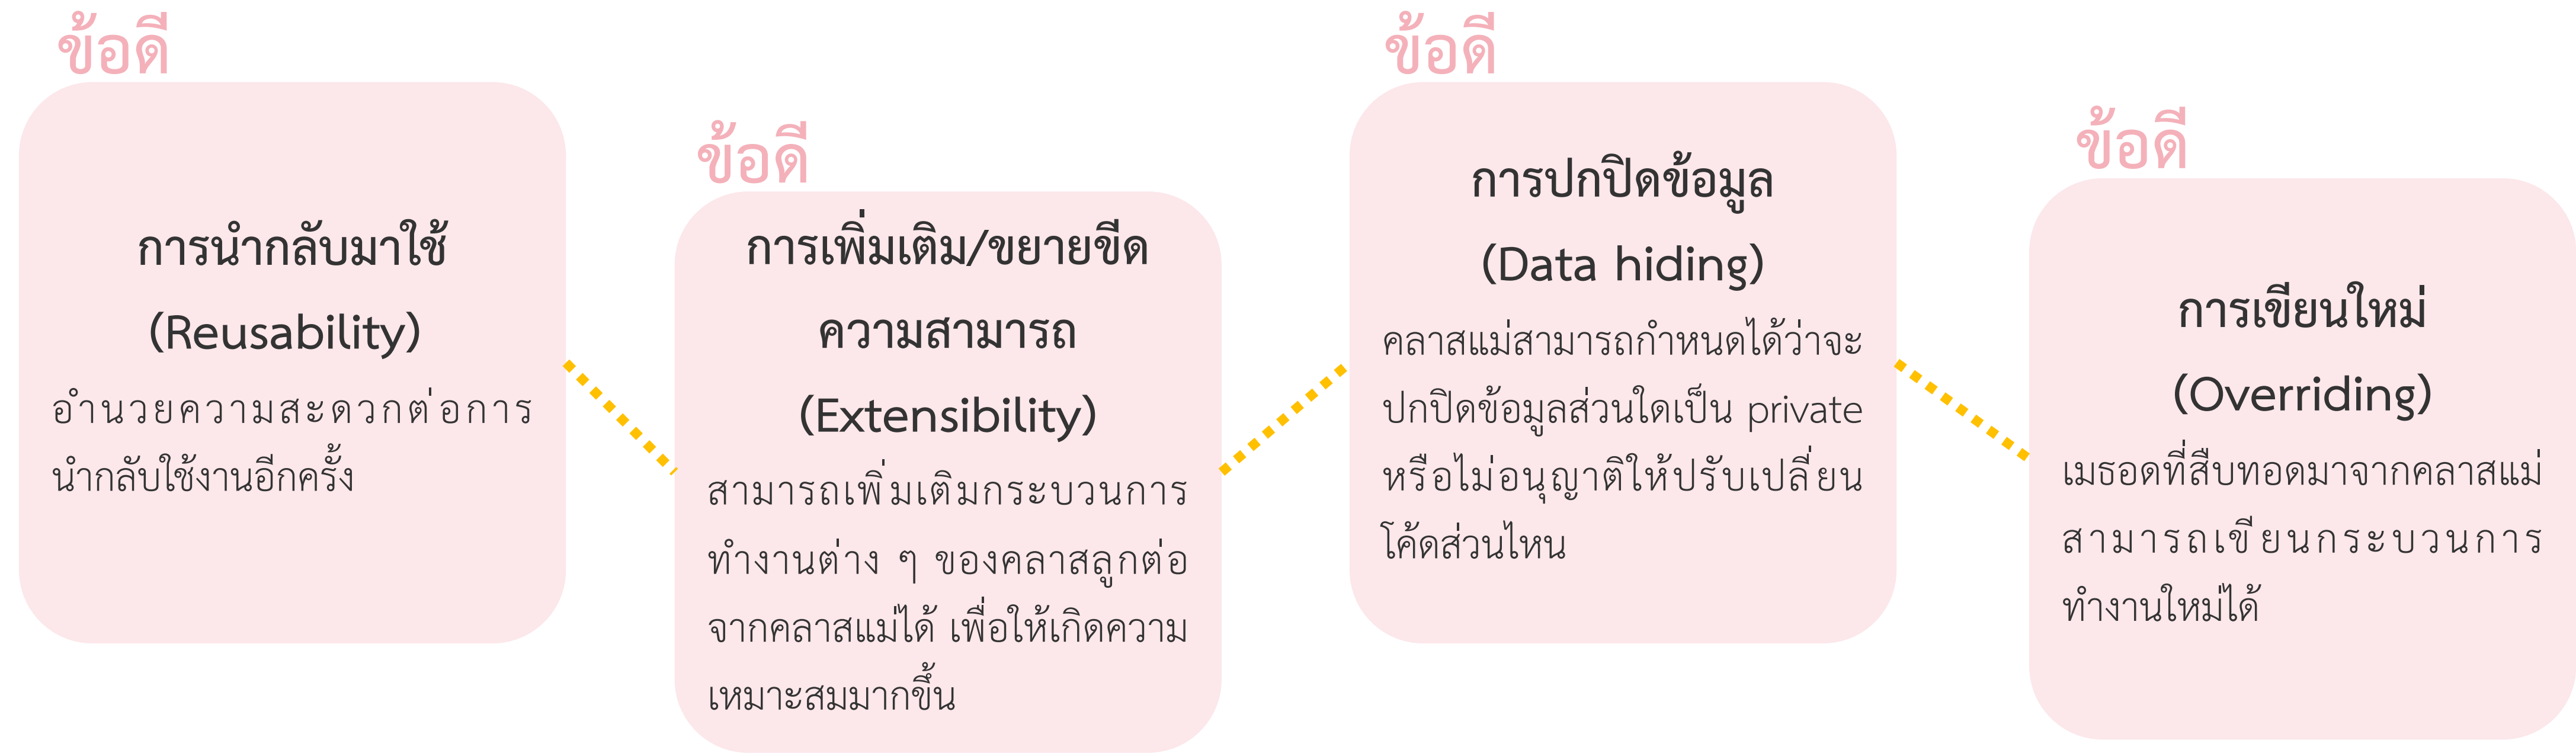 ข้อดี
การนำกลับมาใช้
(Reusability)
อำนวยความสะดวกต่อการ
นำกลับใช้งานอีกครั้ง
ข้อดี
การเพิ่มเติม/ขยายขีด
ความสามารถ
(Extensibility)
สามารถเพิ่มเติมกระบวนการ
ทำงานต่าง ๆ ของคลาสลูกต่อ
จากคลาสแม่ได้ เพื่อให้เกิดความ
เหมาะสมมากขึ้น
ข้อดี
การปกปิดข้อมูล
(Data hiding)
คลาสแม่สามารถกำหนดได้ว่าจะ
ปกปิดข้อมูลส่วนใดเป็น private
หรือไม่อนุญาติให้ปรับเปลี่ยน
โค้ดส่วนไหน
ข้อดี
การเขียนใหม่
(Overriding)
เมธอดที่สืบทอดมาจากคลาสแม่
สามารถเขียนกระบวนการ
ทำงานใหม่ได้